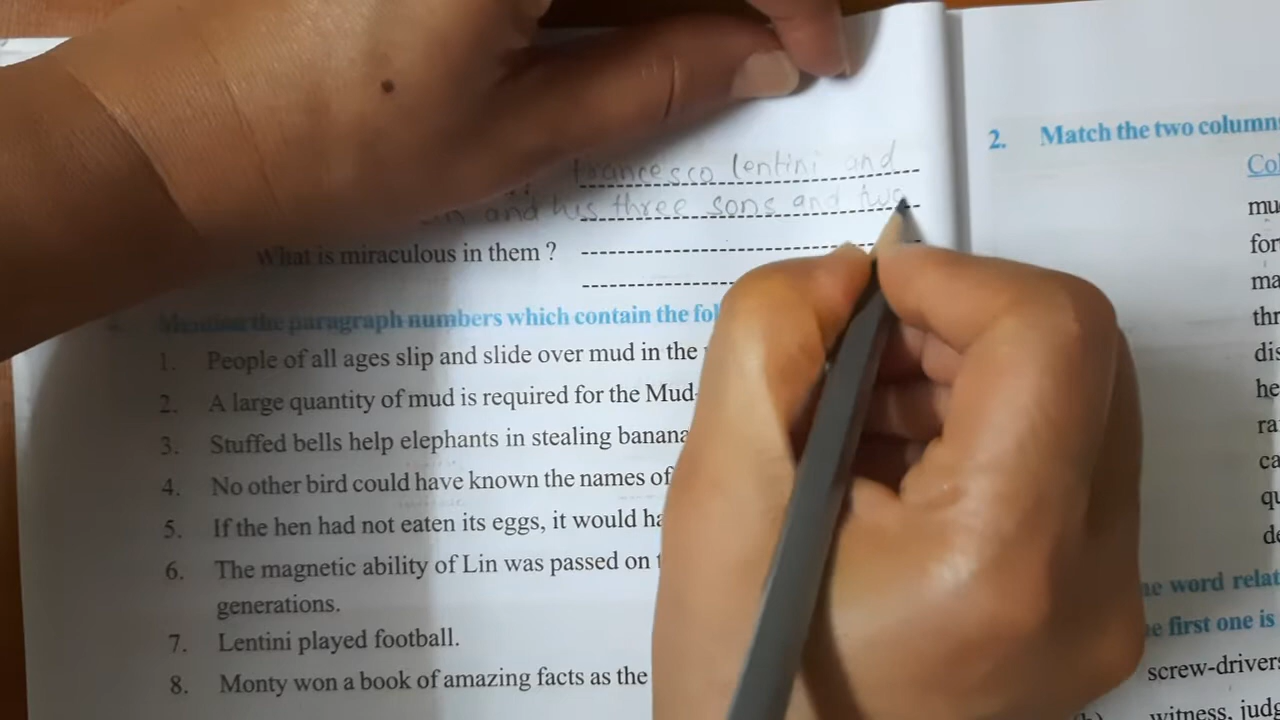 francesco lentini and
and his three sons and two
What is miraculous in them ?
Mention the paragraph numbers which contain the fol
1. People of all ages slip and slide over mud in the
2. A large quantity of mud is required for the Mud-
3. Stuffed bells help elephants in stealing banana
4. No other bird could have known the names of
5. If the hen had not eaten its eggs, it would ha
6. The magnetic ability of Lin was passed on
generations.
7. Lentini played football.
8. Monty won a book of amazing facts as the
2. Match the two column
Co
mu
for
ma
thr
dis
he
ra
ca
qu
de
word relat
first one is
screw-driver
witness, judg